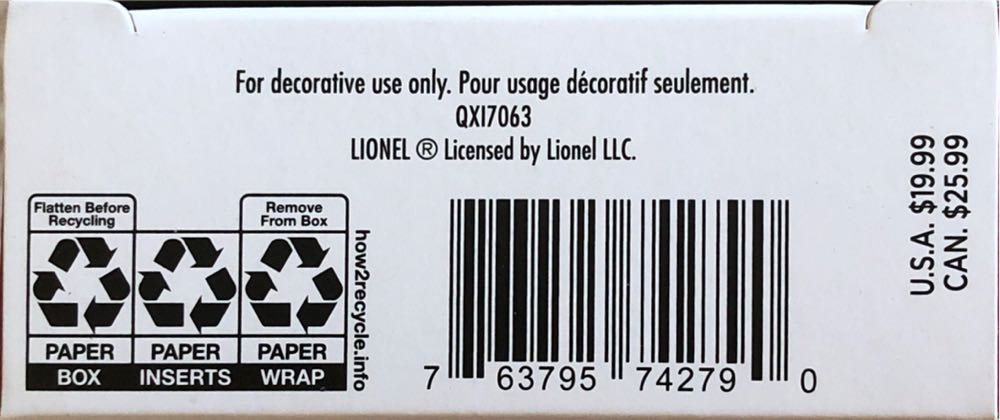 For decorative use only. Pour usage décoratif seulement.
QXI7063
LIONEL ® Licensed by Lionel LLC.
U.S.A. $19.99
CAN. $25.99
Flatten Before
Recycling
Remove
From Box
PAPER PAPER PAPER
BOX INSERTS WRAP
how2recycle.info
7 63795 74279 0